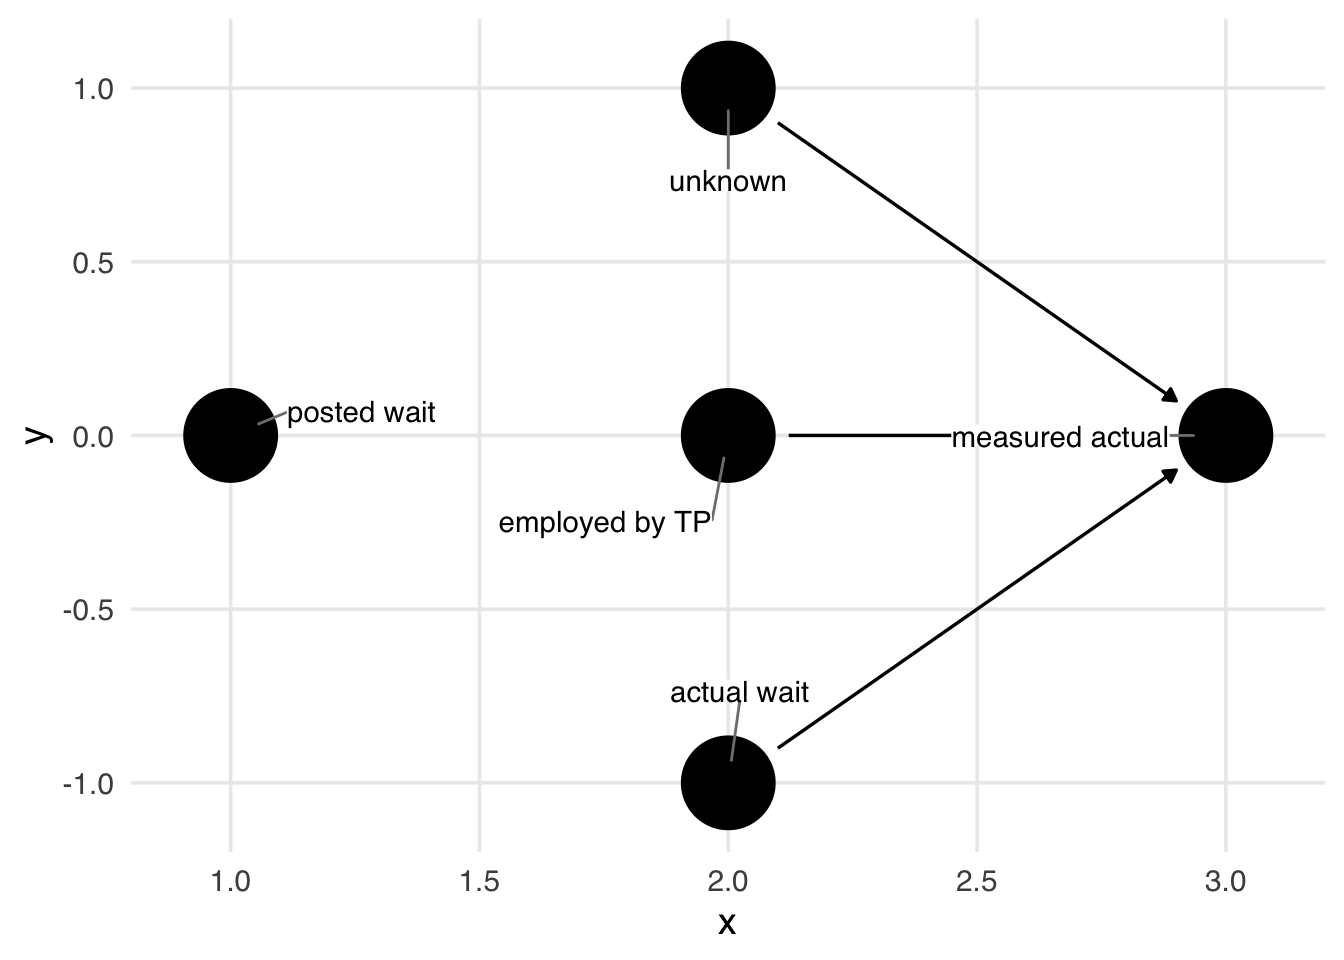 1.0
unknown
0.5
posted wait
y
0.0
measured actual
employed by TP
-0.5
actual wait
-1.0
1.0 1.5 2.0 2.5 3.0
x